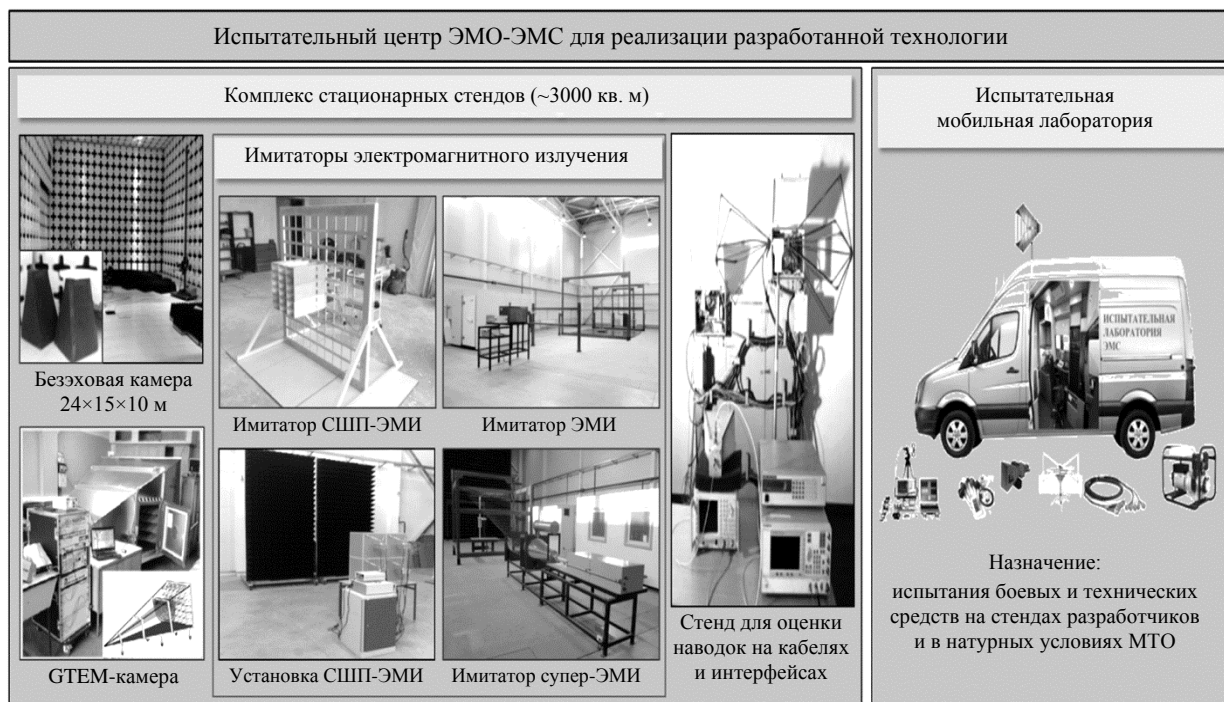 Испытательный центр ЭМО-ЭМС для реализации разработанной технологии
Комплекс стационарных стендов (~3000 кв. м)
Имитаторы электромагнитного излучения
Безэховая камера
24×15×10 м
Имитатор СШП-ЭМИ
Имитатор ЭМИ
GTEM-камера
Установка СШП-ЭМИ
Имитатор супер-ЭМИ
Стенд для оценки
наводок на кабелях
и интерфейсах
Испытательная
мобильная лаборатория
ИСПЫТАТЕЛЬНАЯ
ЛАБОРАТОРИЯ
ЭМС
Назначение:
испытания боевых и технических
средств на стендах разработчиков
и в натурных условиях МТО